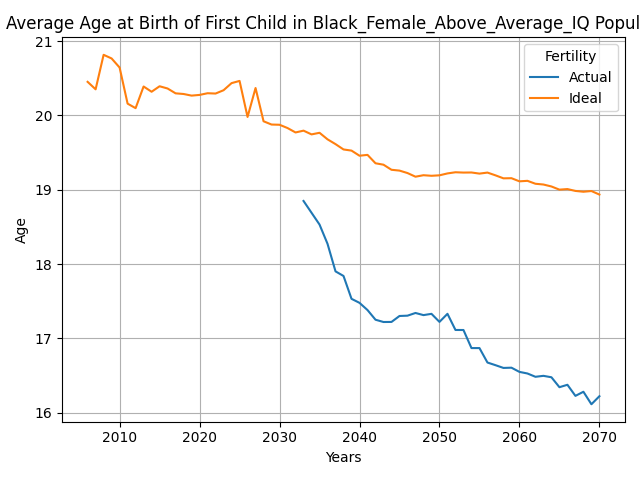 Average Age at Birth of First Child in Black_Female_Above_Average_IQ Popul
21
20
19
18
17
16
Age
Fertility
Actual
Ideal
2010 2020 2030 2040 2050 2060 2070
Years